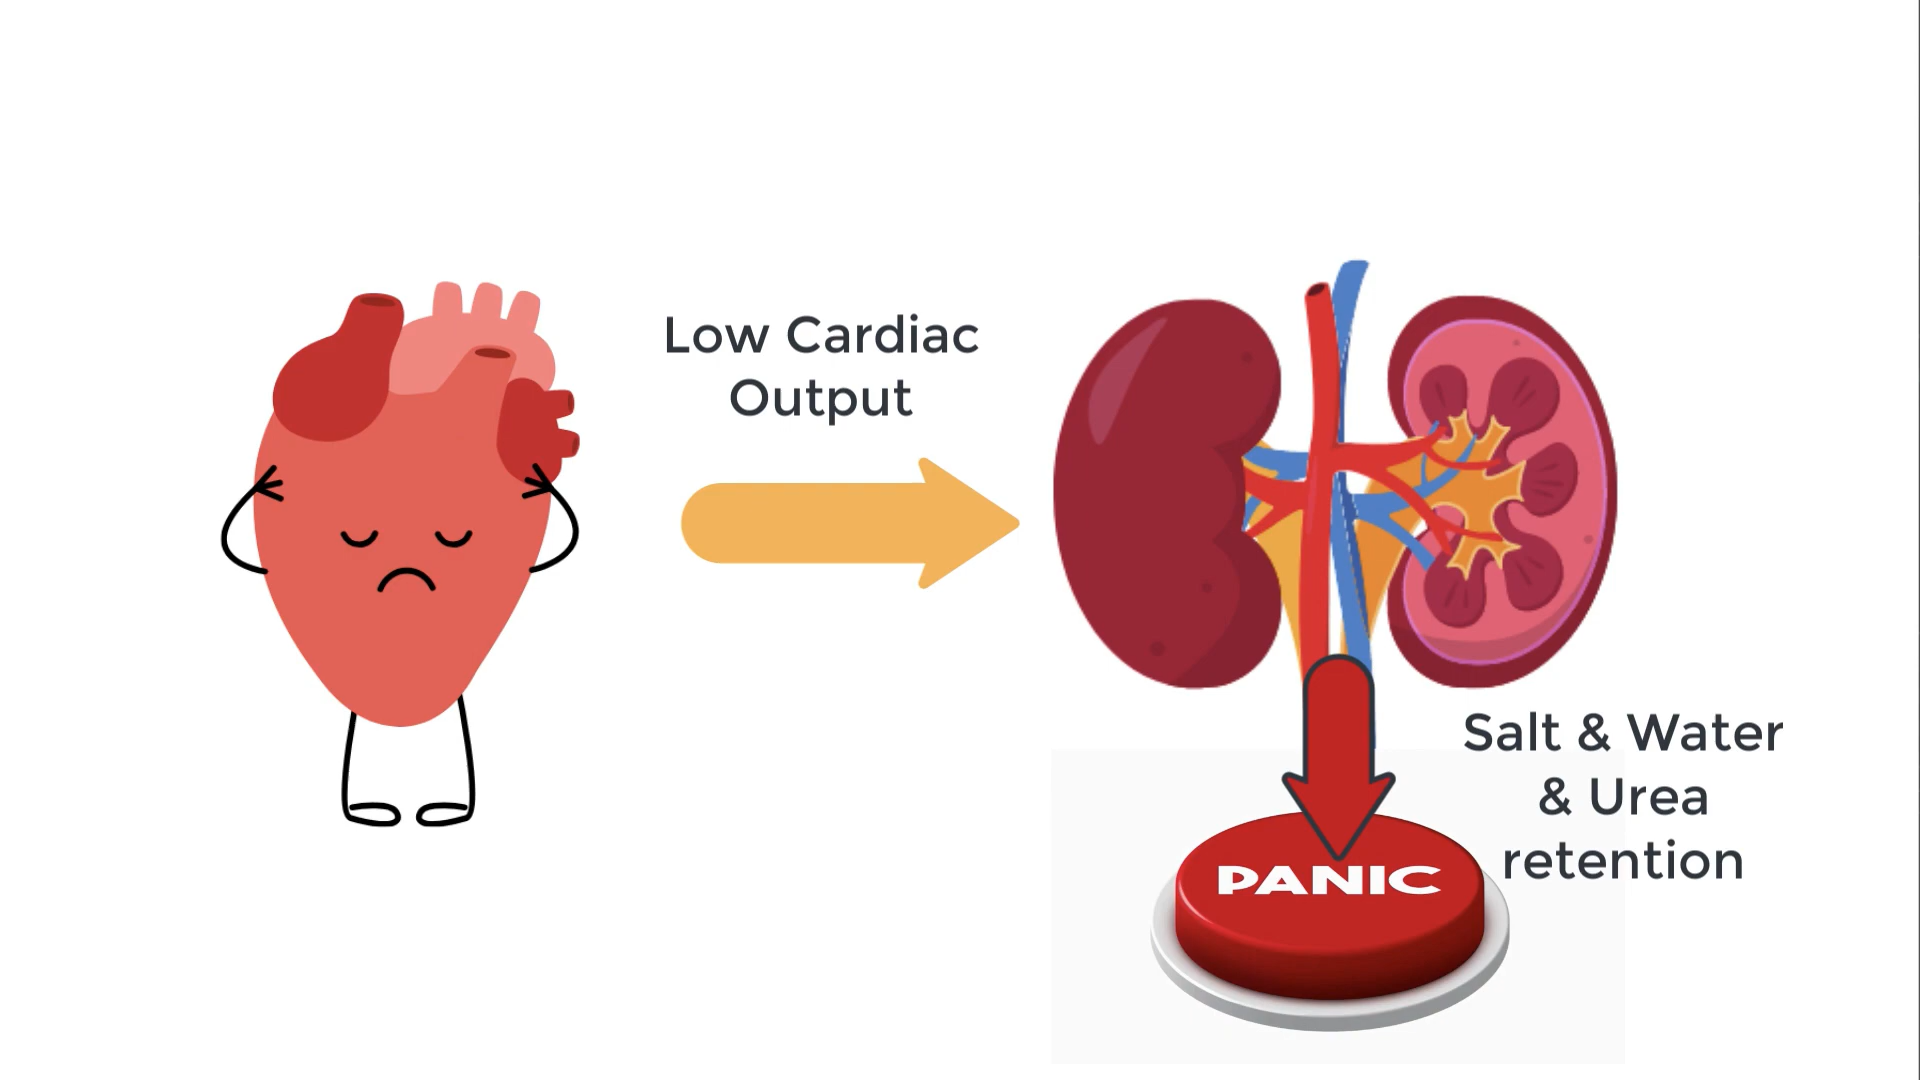 Low Cardiac
Output
Salt & Water
& Urea
retention
PANIC